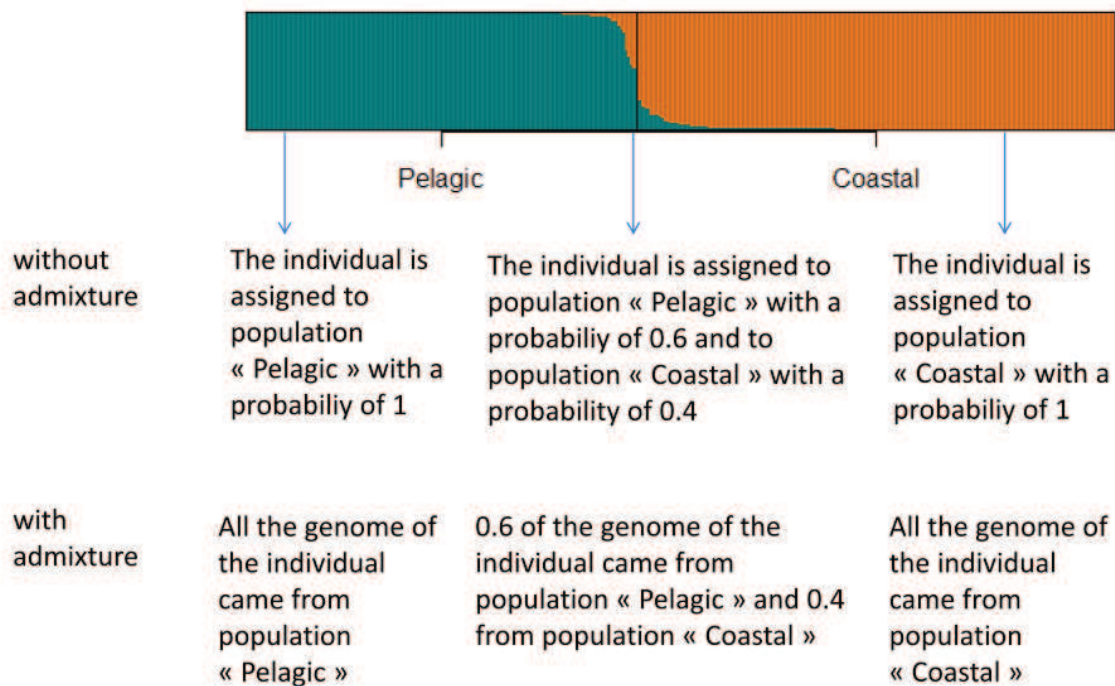 Pelagic
Coastal
without
admixture
The individual is
assigned to
population
« Pelagic » with a
probabiliy of 1
The individual is assigned to
population « Pelagic » with a
probabiliy of 0.6 and to
population « Coastal » with a
probability of 0.4
The individual is
assigned to
population
« Coastal » with a
probabiliy of 1
with
admixture
All the genome of
the individual
came from
population
« Pelagic »
0.6 of the genome of the
individual came from
population « Pelagic » and 0.4
from population « Coastal »
All the genome of
the individual
came from
population
« Coastal »